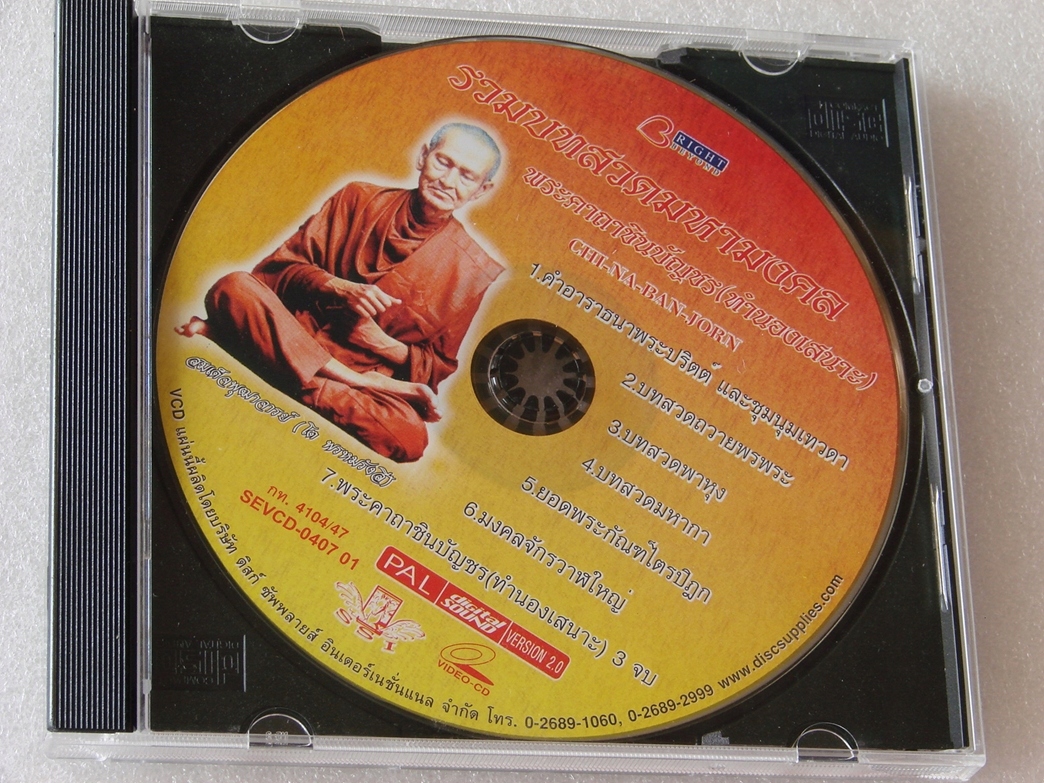 BRIGHT
BEYOND
รวมบทสวดมหามงคล
พระคาถาชินบัญชร(ทำนองเสนาะ)
CHI-NA-BAN-JORN
1.คำอาราธนาพระปริตต์ และชุมนุมเทวดา
2.บทสวดถวายพรพระ
3.บทสวดพาหุง
4.บทสวดมหากา
5.ยอดพระกัณฑ์ไตรปิฎก
6.มงคลจักรวาฬใหญ่
7.พระคาถาชินบัญชร(ทำนองเสนาะ) 3 จบ
สมเด็จพุฒาจารย์ (โต พรหมรังสี)
กท. 4104/47
SEVCD-0407 01
PAL digital SOUND VERSION 2.0
SSI
VIDEO-CD
VCD แผ่นนี้ผลิตโดยบริษัท ดิสก์ ซัพพลายส์ อินเตอร์เนชั่นแนล จำกัด โทร. 0-2689-1060, 0-2689-2999 www.discsupplies.com